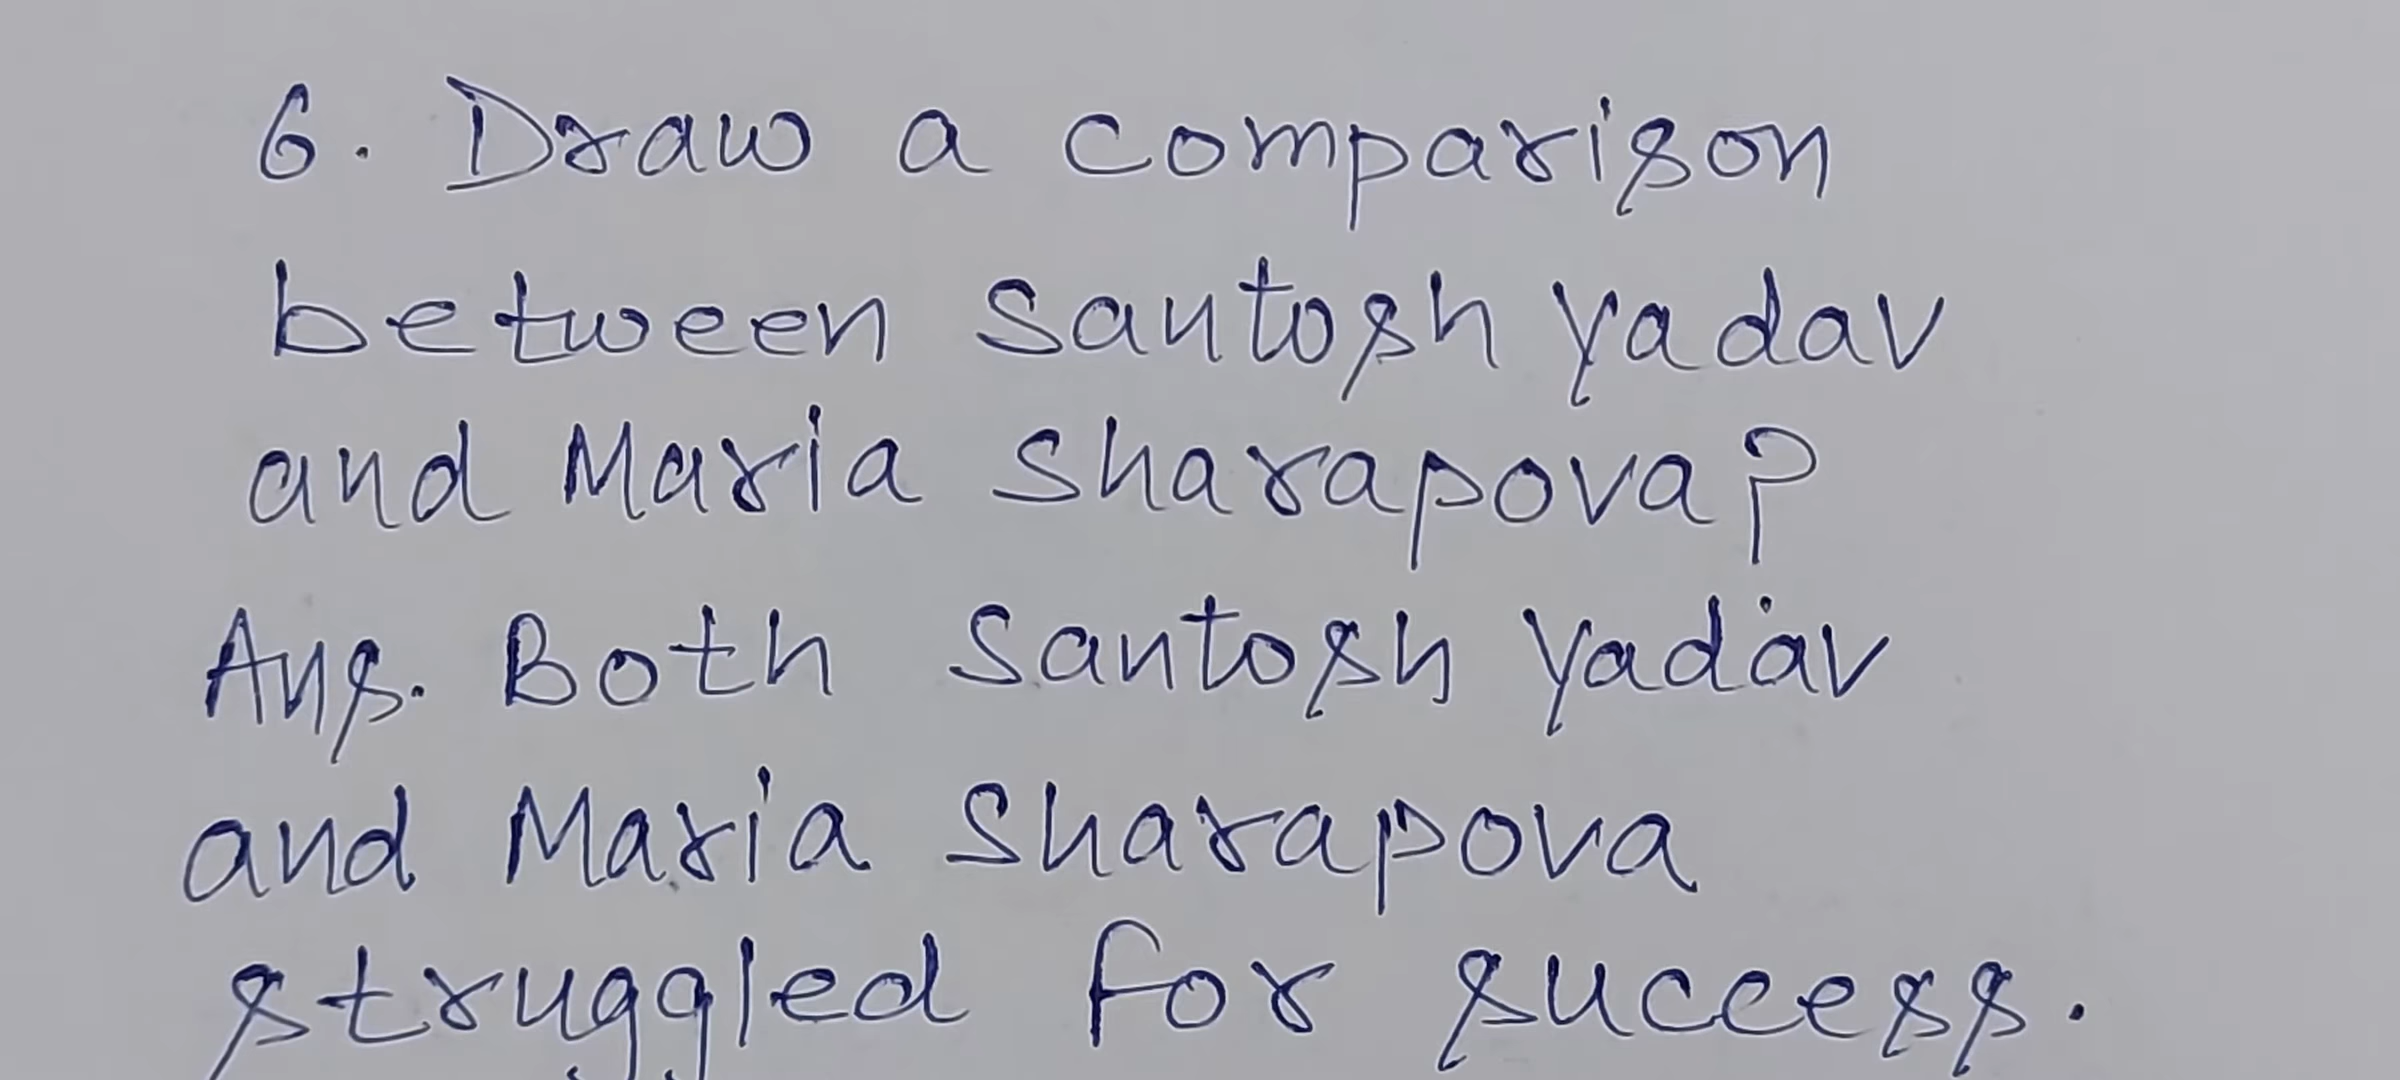 6. Draw a comparison
between Santosh Yadav
and Maria Sharapova?
Ans. Both Santosh Yadav
and Maria Sharapova
struggled for success.